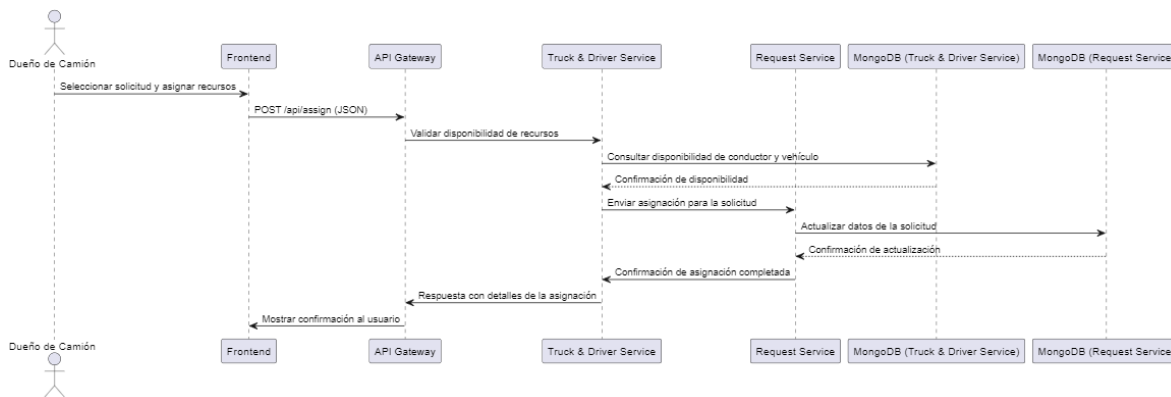 Dueño de Camión
Frontend
API Gateway
Truck & Driver Service
Request Service
MongoDB (Truck & Driver Service)
MongoDB (Request Service)
Seleccionar solicitud y asignar recursos
POST /api/assign (JSON)
Validar disponibilidad de recursos
Consultar disponibilidad de conductor y vehículo
Confirmación de disponibilidad
Enviar asignación para la solicitud
Actualizar datos de la solicitud
Confirmación de actualización
Confirmación de asignación completada
Respuesta con detalles de la asignación
Mostrar confirmación al usuario
Dueño de Camión
Frontend
API Gateway
Truck & Driver Service
Request Service
MongoDB (Truck & Driver Service)
MongoDB (Request Service)